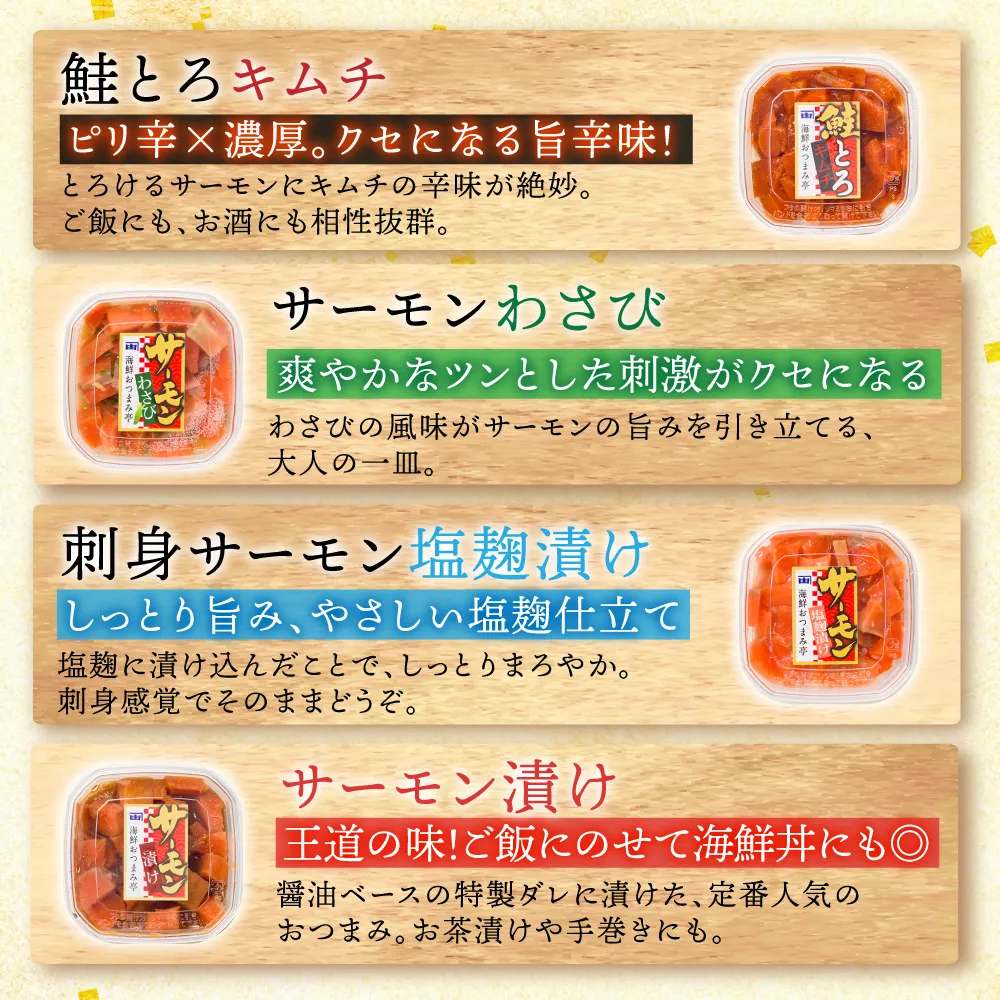 鮭とろキムチ
ピリ辛×濃厚。クセになる旨辛味!
とろけるサーモンにキムチの辛味が絶妙。
ご飯にも、お酒にも相性抜群。
鮭とろ
キムチ
海鮮おつまみ亭
サーモンわさび
爽やかなツンとした刺激がクセになる
わさびの風味がサーモンの旨みを引き立てる、
大人の一皿。
サーモン
わさび
海鮮おつまみ亭
刺身サーモン塩麹漬け
しっとり旨み、やさしい塩麹仕立て
塩麹に漬け込んだことで、しっとりまろやか。
刺身感覚でそのままどうぞ。
サーモン
塩麹漬け
海鮮おつまみ亭
サーモン漬け
王道の味!ご飯にのせて海鮮丼にも◎
醤油ベースの特製ダレに漬けた、定番人気の
おつまみ。お茶漬けや手巻きにも。
サーモン
漬け
海鮮おつまみ亭